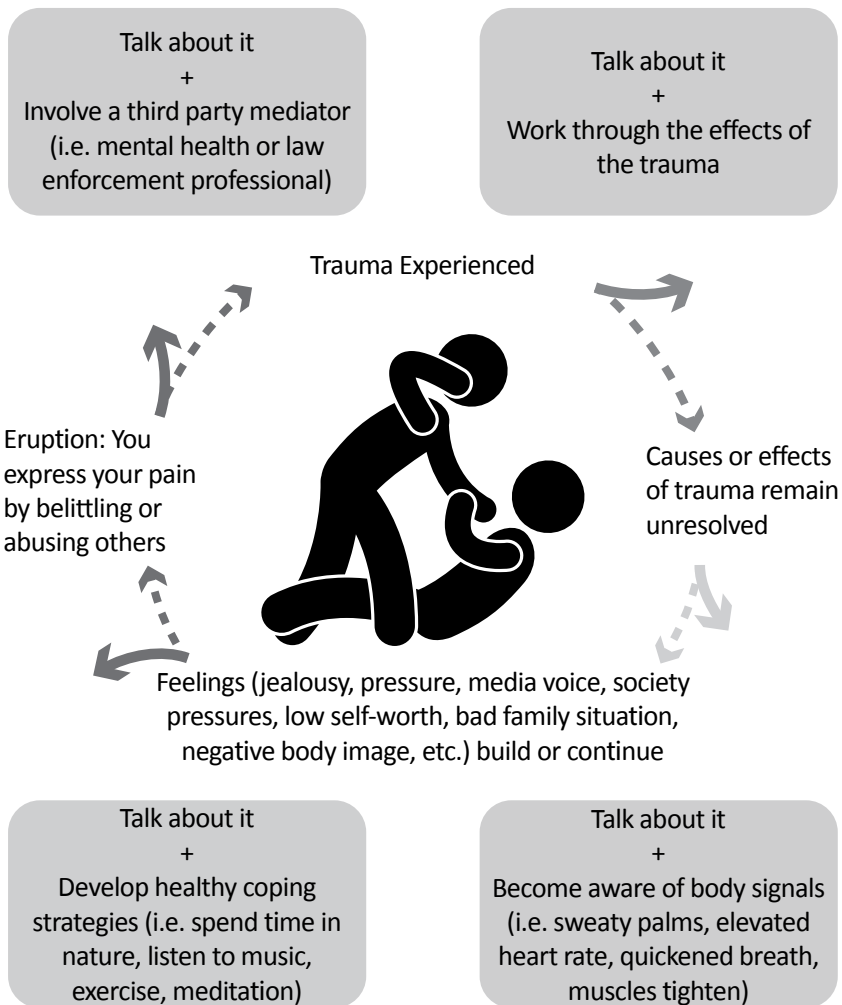 Talk about it
+
Involve a third party mediator
(i.e. mental health or law
enforcement professional)
Talk about it
+
Work through the effects of
the trauma
Trauma Experienced
Eruption: You
express your pain
by belittling or
abusing others
Causes or effects
of trauma remain
unresolved
Feelings (jealousy, pressure, media voice, society
pressures, low self-worth, bad family situation,
negative body image, etc.) build or continue
Talk about it
+
Develop healthy coping
strategies (i.e. spend time in
nature, listen to music,
exercise, meditation)
Talk about it
+
Become aware of body signals
(i.e. sweaty palms, elevated
heart rate, quickened breath,
muscles tighten)